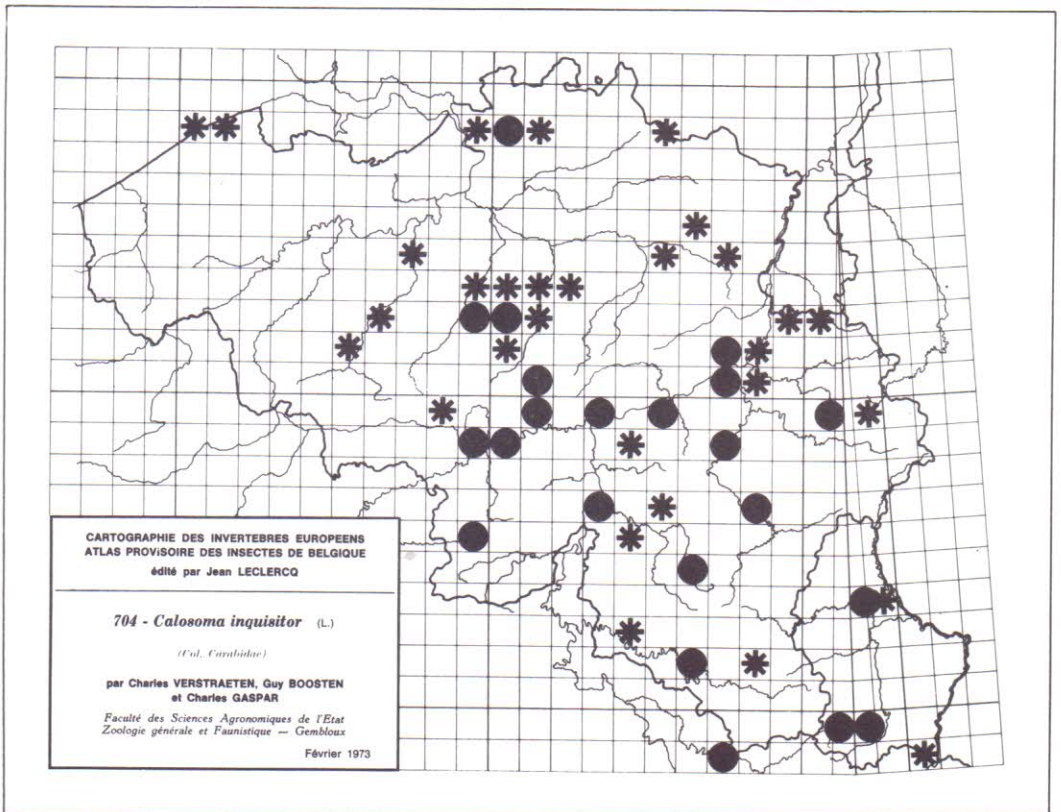 CARTOGRAPHIE DES INVERTEBRES EUROPEENS
ATLAS PROViSOIRE DES INSECTES DE BELGIQUE
édité par Jean LECLERCQ
704 - Calosoma inquisitor (L.)
(Col. Carabidae)
par Charles VERSTRAETEN, Guy BOOSTEN
et Charles GASPAR
Faculté des Sciences Agronomiques de l'Etat
Zoologie générale et Faunistique — Gembloux
Février 1973